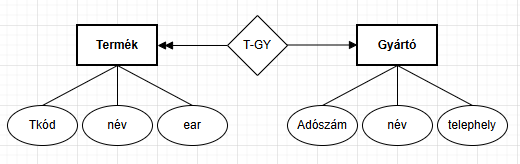 Termék
T-GY
Gyártó
Tkód
név
ear
Adószám
név
telephely